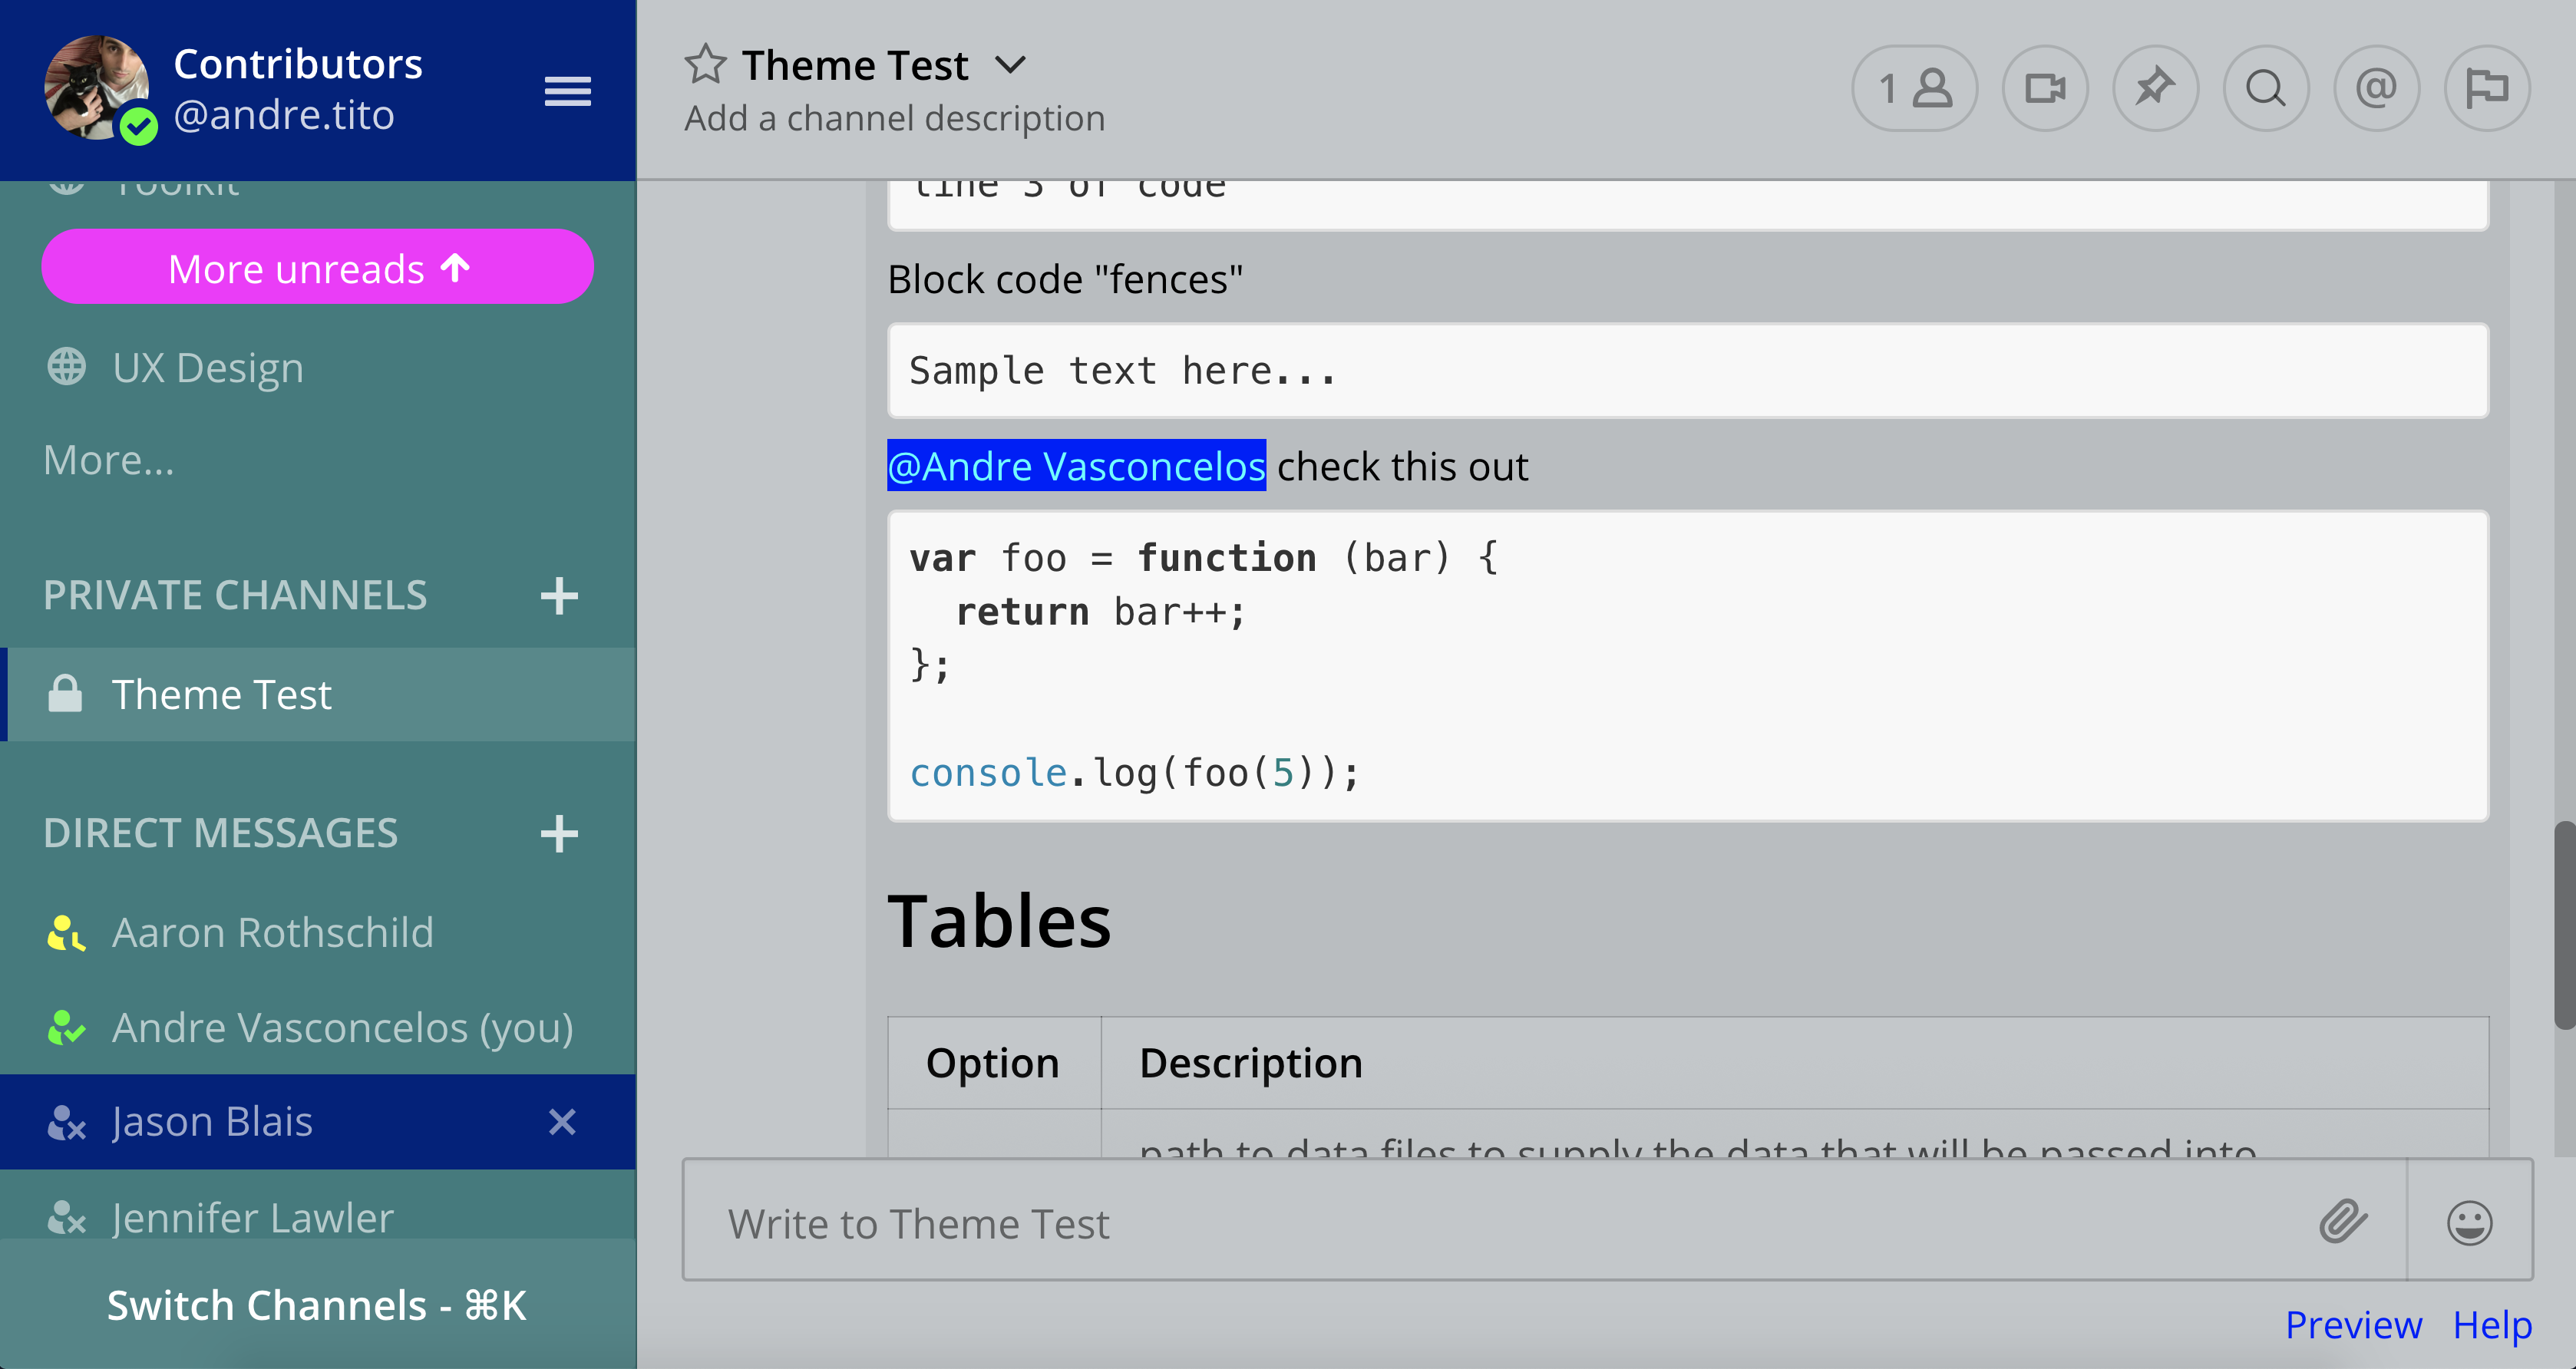 Contributors
@andre.tito
Toolkit
More unreads
UX Design
More...
PRIVATE CHANNELS
Theme Test
DIRECT MESSAGES
Aaron Rothschild
Andre Vasconcelos (you)
Jason Blais
Jennifer Lawler
Switch Channels - ⌘K
Theme Test
Add a channel description
1
@
line 3 of code
Block code "fences"
Sample text here...
@Andre Vasconcelos check this out
var foo = function (bar) {
  return bar++;
};
console.log(foo(5));
Tables
Option Description
path to data files to supply the data that will be passed into
Write to Theme Test
Preview Help